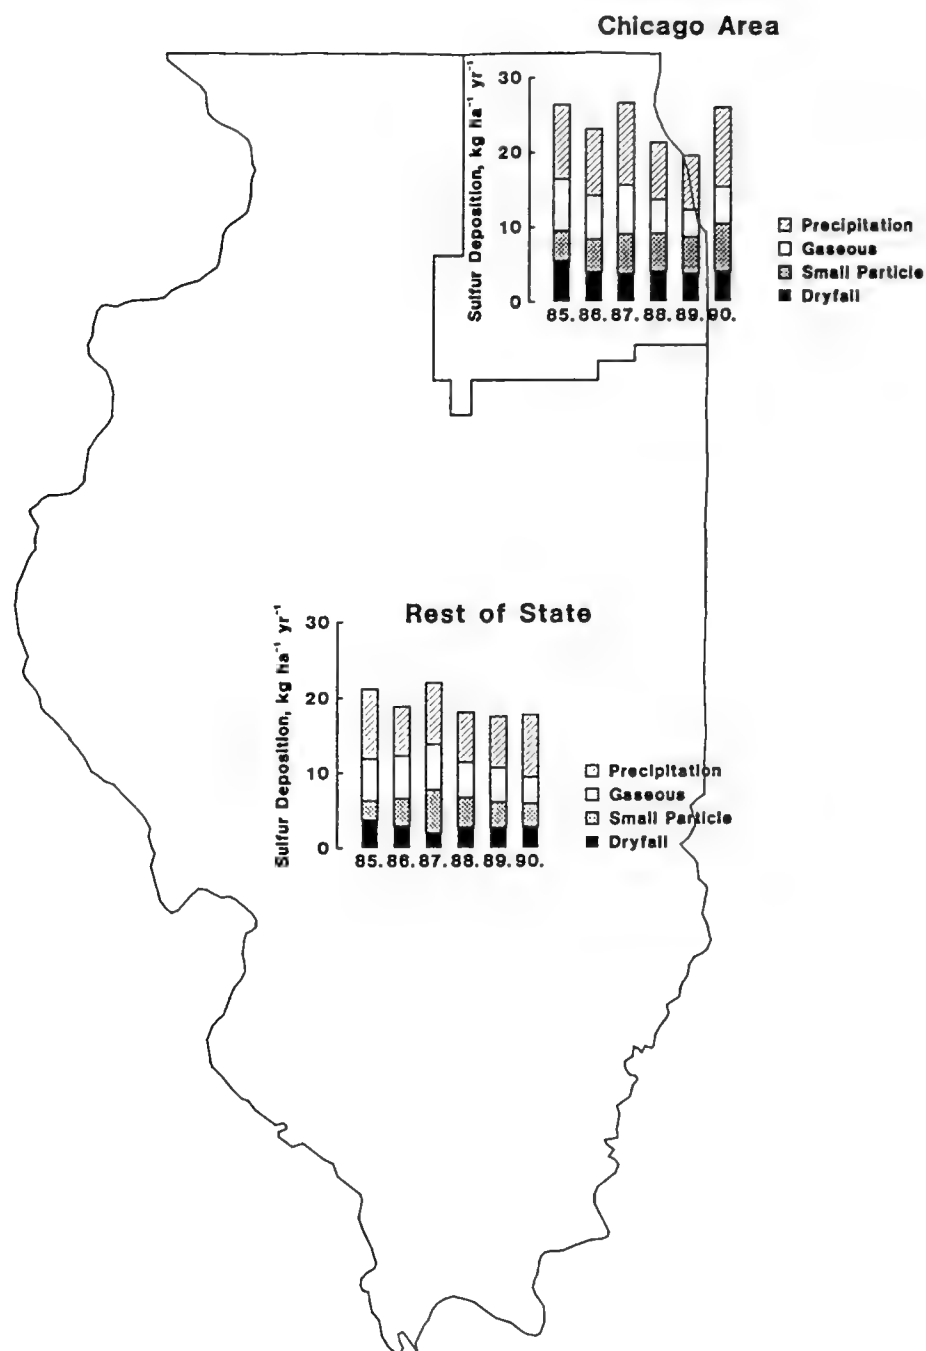 Chicago Area
Sulfur Deposition, kg ha⁻¹ yr⁻¹
30
20
10
0
85. 86. 87. 88. 89. 90.
Precipitation
Gaseous
Small Particle
Dryfall
Rest of State
Sulfur Deposition, kg ha⁻¹ yr⁻¹
30
20
10
0
85. 86. 87. 88. 89. 90.
Precipitation
Gaseous
Small Particle
Dryfall